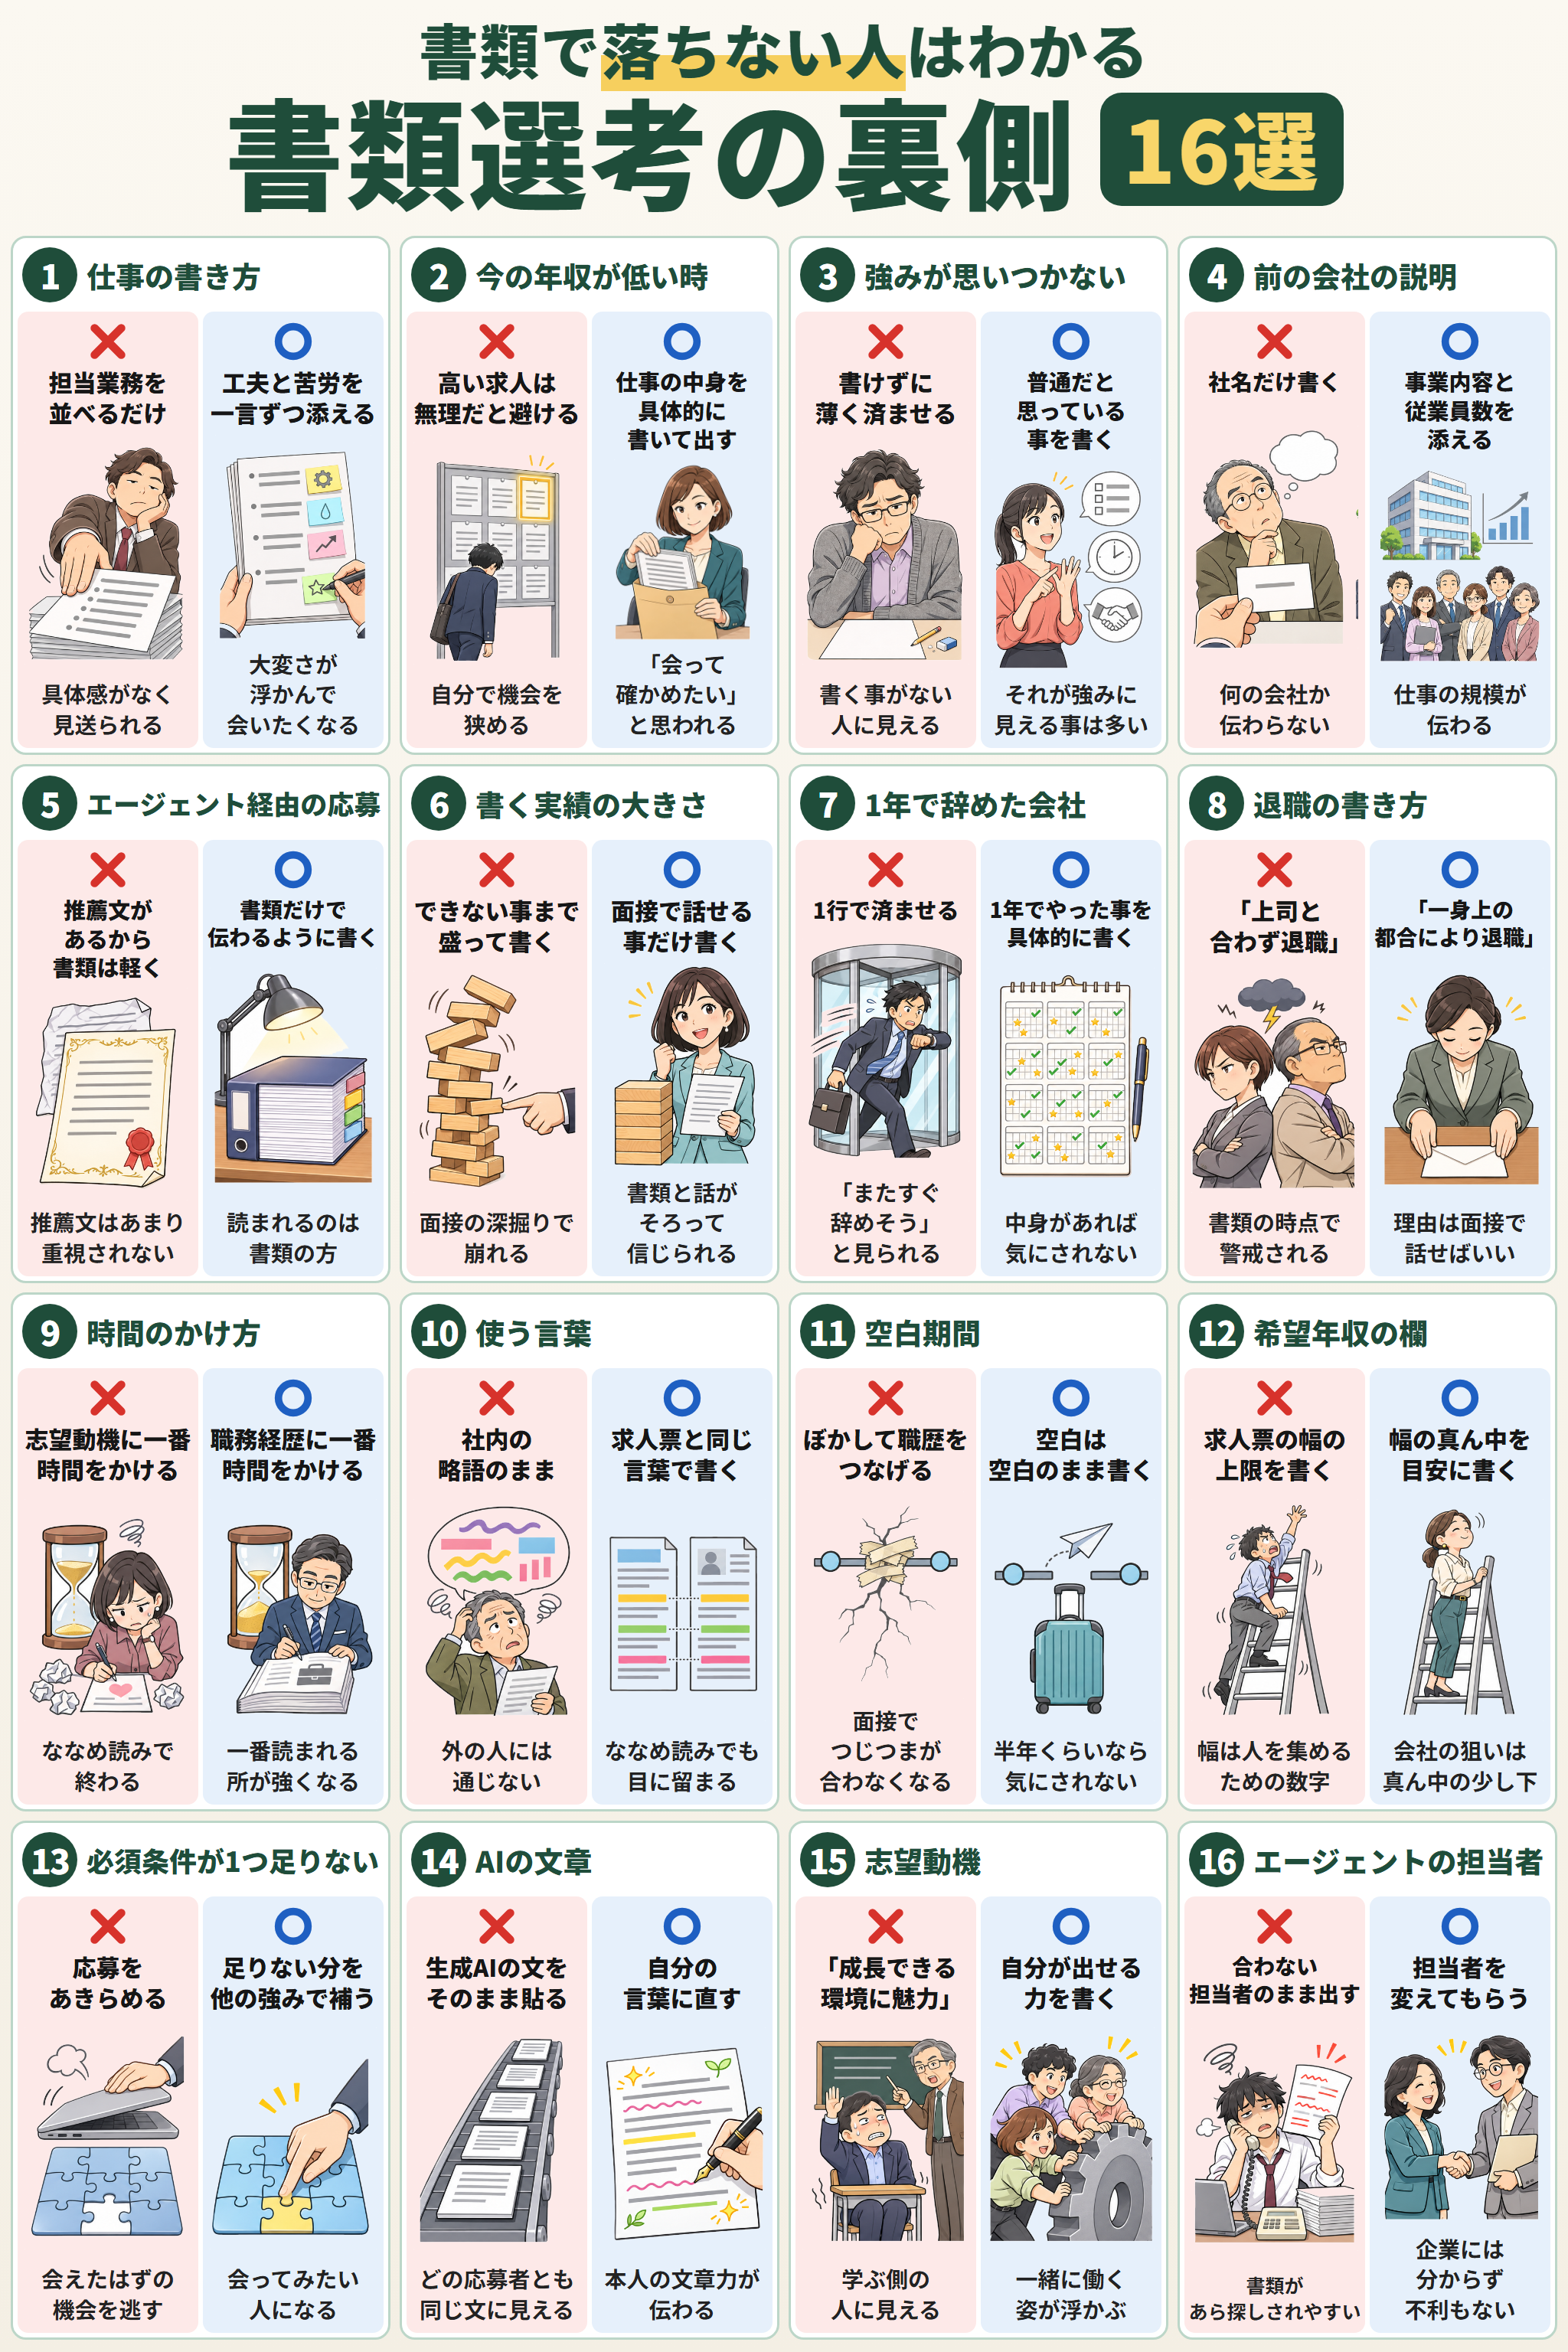 書類で落ちない人はわかる
書類選考の裏側 16選
1 仕事の書き方
担当業務を
並べるだけ
具体感がなく
見送られる
工夫と苦労を
一言ずつ添える
大変さが
浮かんで
会いたくなる
2 今の年収が低い時
高い求人は
無理だと避ける
自分で機会を
狭める
仕事の中身を
具体的に
書いて出す
「会って
確かめたい」
と思われる
3 強みが思いつかない
書けずに
薄く済ませる
書く事がない
人に見える
普通だと
思っている
事を書く
それが強みに
見える事は多い
4 前の会社の説明
社名だけ書く
何の会社か
伝わらない
事業内容と
従業員数を
添える
仕事の規模が
伝わる
5 エージェント経由の応募
推薦文が
あるから
書類は軽く
推薦文はあまり
重視されない
書類だけで
伝わるように書く
読まれるのは
書類の方
6 書く実績の大きさ
できない事まで
盛って書く
面接の深掘りで
崩れる
面接で話せる
事だけ書く
書類と話が
そろって
信じられる
7 1年で辞めた会社
1行で済ませる
「またすぐ
辞めそう」
と見られる
1年でやった事を
具体的に書く
中身があれば
気にされない
8 退職の書き方
「上司と
合わず退職」
書類の時点で
警戒される
「一身上の
都合により退職」
理由は面接で
話せばいい
9 時間のかけ方
志望動機に一番
時間をかける
ななめ読みで
終わる
職務経歴に一番
時間をかける
一番読まれる
所が強くなる
10 使う言葉
社内の
略語のまま
外の人には
通じない
求人票と同じ
言葉で書く
ななめ読みでも
目に留まる
11 空白期間
ぼかして職歴を
つなげる
面接で
つじつまが
合わなくなる
空白は
空白のまま書く
半年くらいなら
気にされない
12 希望年収の欄
求人票の幅の
上限を書く
幅は人を集める
ための数字
幅の真ん中を
目安に書く
会社の狙いは
真ん中の少し下
13 必須条件が1つ足りない
応募を
あきらめる
会えたはずの
機会を逃す
足りない分を
他の強みで補う
会ってみたい
人になる
14 AIの文章
生成AIの文を
そのまま貼る
どの応募者とも
同じ文に見える
自分の
言葉に直す
本人の文章力が
伝わる
15 志望動機
「成長できる
環境に魅力」
学ぶ側の
人に見える
自分が出せる
力を書く
一緒に働く
姿が浮かぶ
16 エージェントの担当者
合わない
担当者のまま出す
書類が
あら探しされやすい
担当者を
変えてもらう
企業には
分からず
不利もない